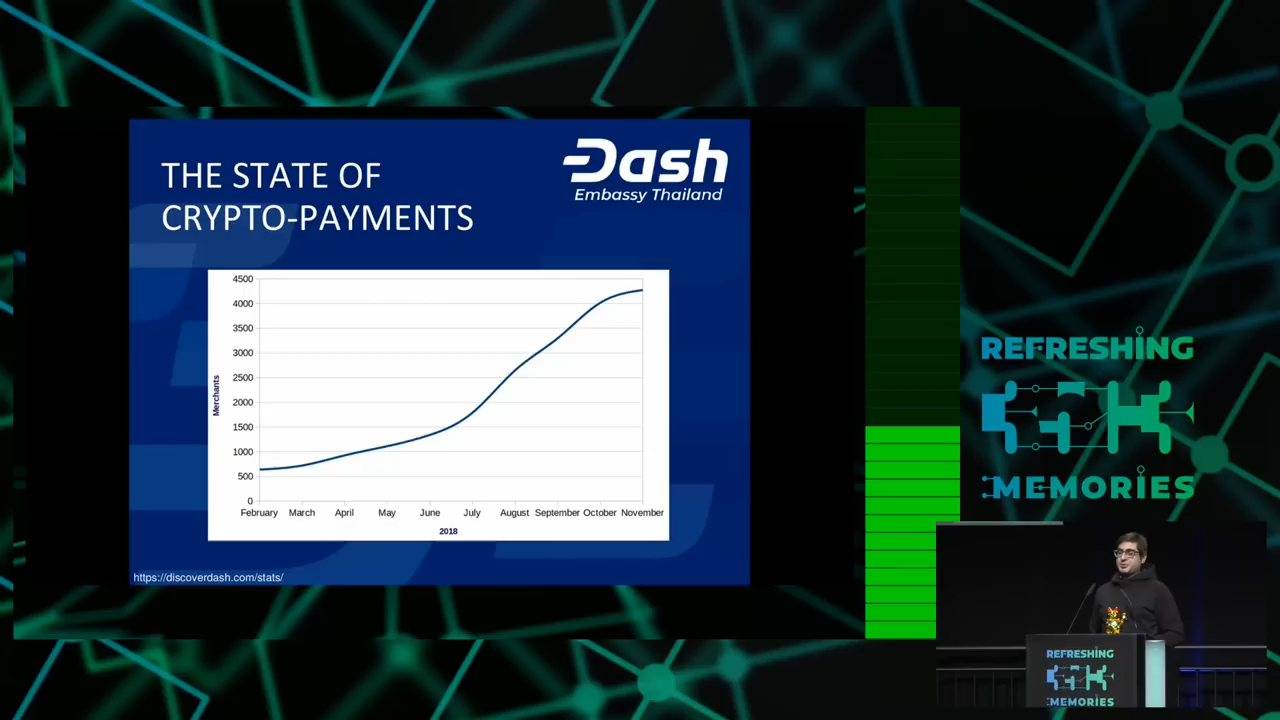 THE STATE OF
CRYPTO-PAYMENTS
Dash
Embassy Thailand
4500
4000
3500
3000
2500
2000
1500
1000
500
0
Merchants
February March April May June July August September October November
2018
https://discoverdash.com/stats/
REFRESHING
35C3
MEMORIES
REFRESHING
35C3
MEMORIES